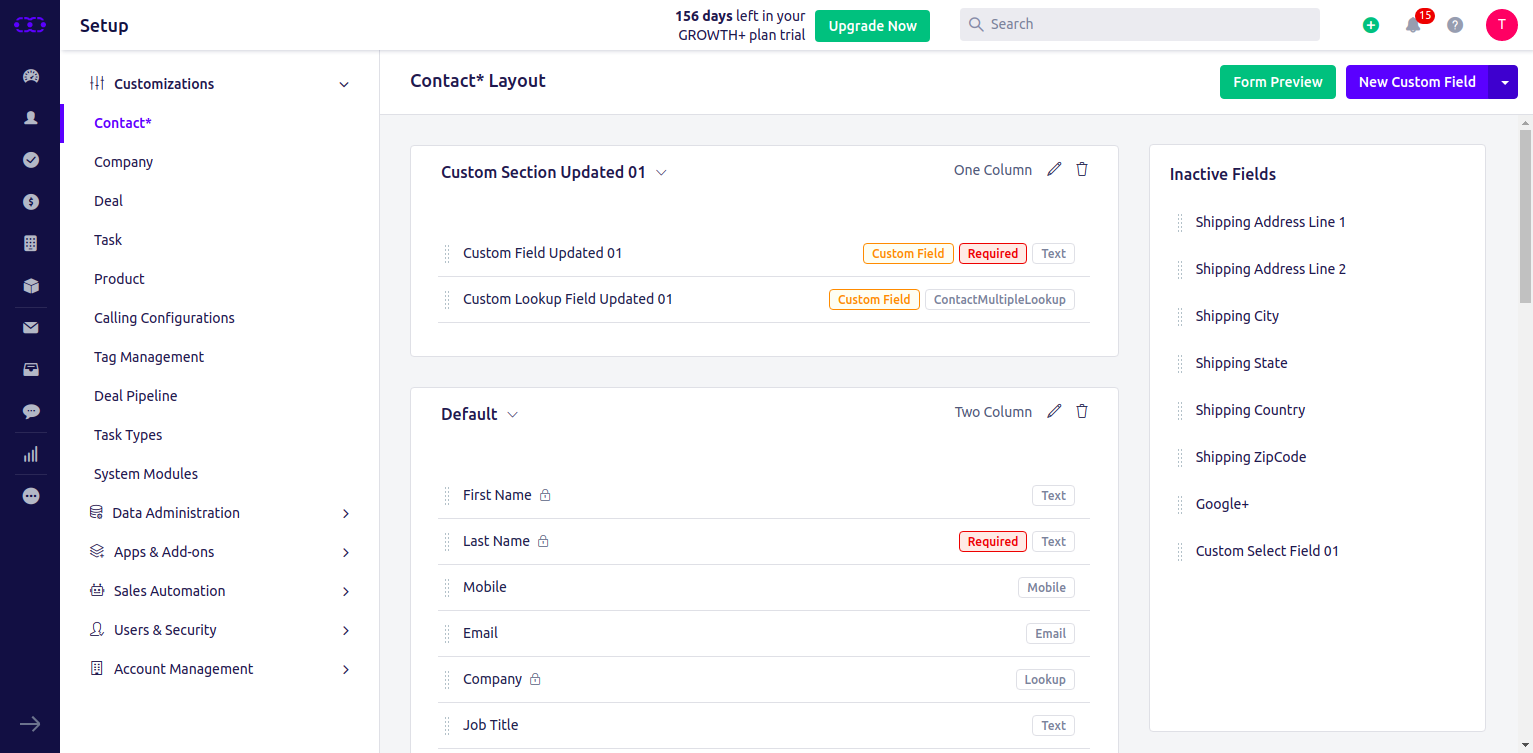 Setup
156 days left in your
GROWTH+ plan trial
Upgrade Now
Search
15
T
Customizations
Contact*
Company
Deal
Task
Product
Calling Configurations
Tag Management
Deal Pipeline
Task Types
System Modules
Data Administration
Apps & Add-ons
Sales Automation
Users & Security
Account Management
Contact* Layout
Form Preview
New Custom Field
Custom Section Updated 01
One Column
Custom Field Updated 01 Custom Field Required Text
Custom Lookup Field Updated 01 Custom Field ContactMultipleLookup
Default
Two Column
First Name Text
Last Name Required Text
Mobile Mobile
Email Email
Company Lookup
Job Title Text
Inactive Fields
Shipping Address Line 1
Shipping Address Line 2
Shipping City
Shipping State
Shipping Country
Shipping ZipCode
Google+
Custom Select Field 01